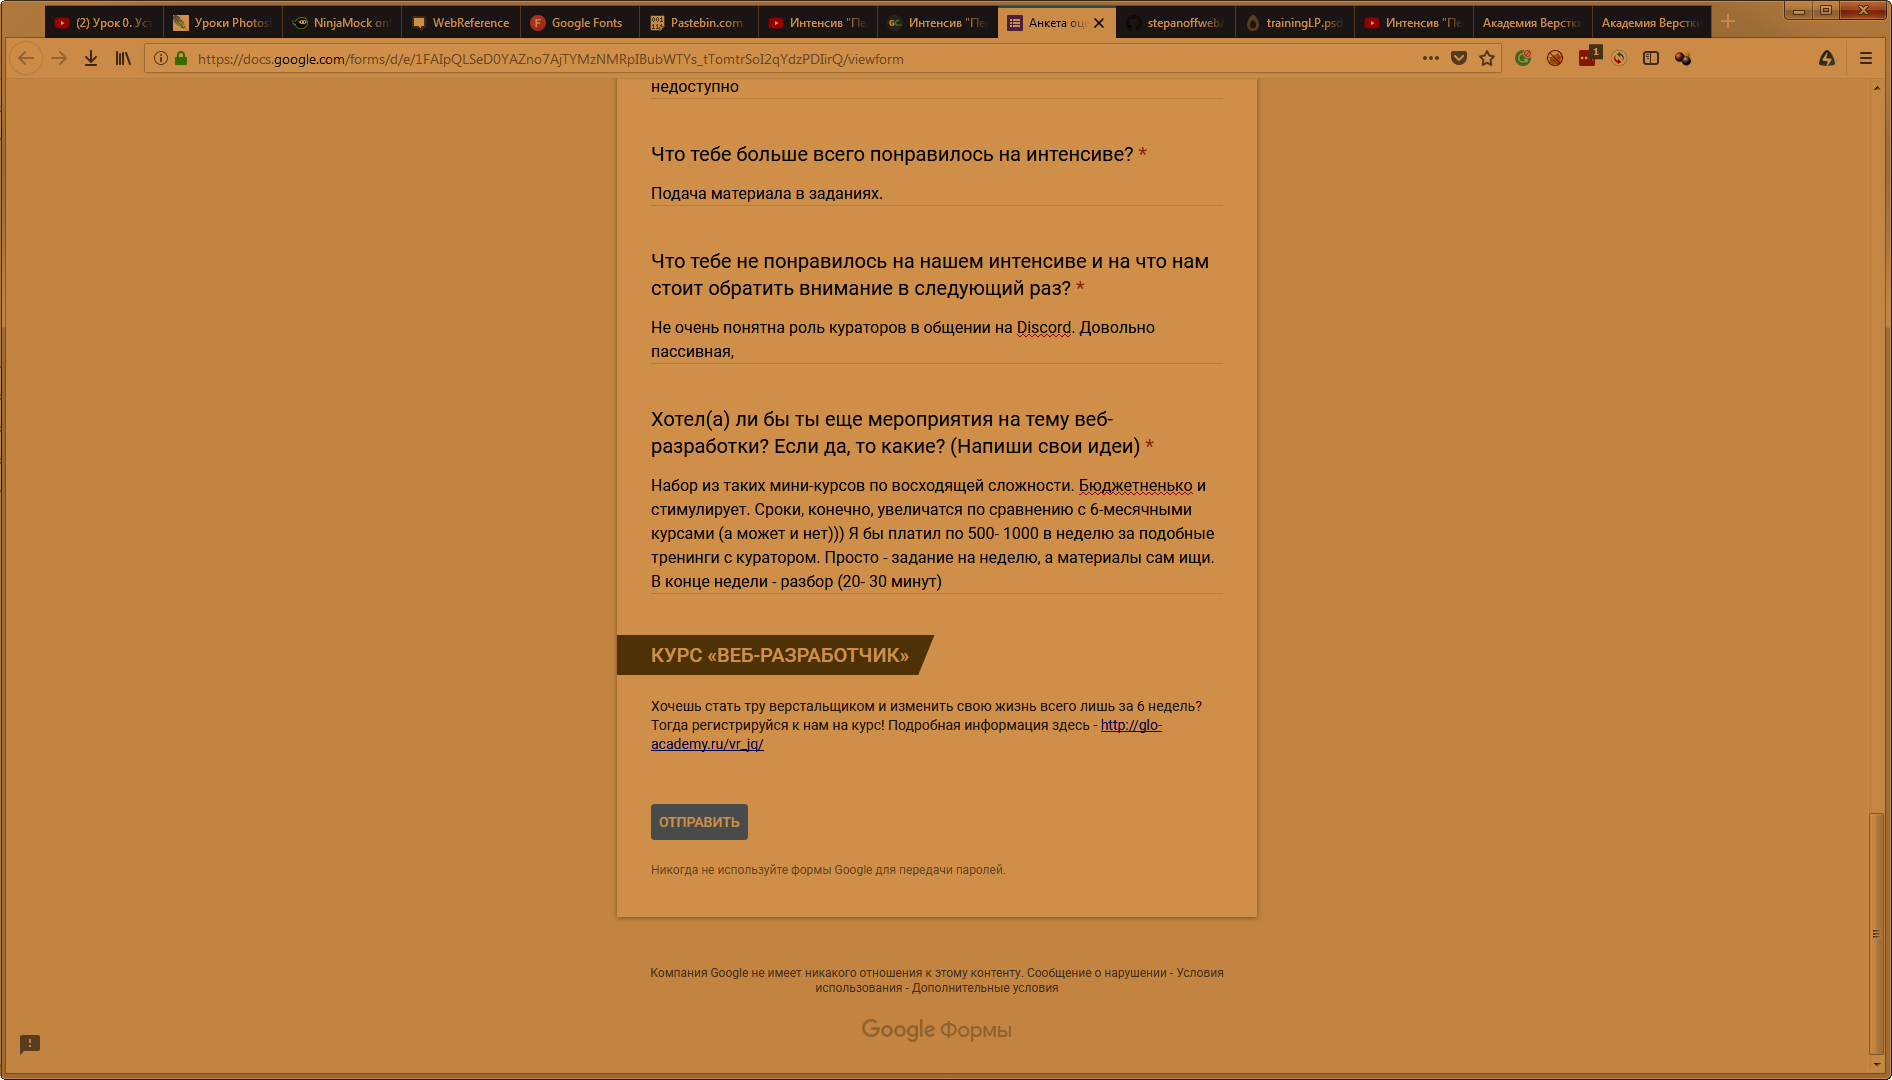 (2) Урок 0. Уст
Уроки Photosl
NinjaMock onl
WebReference
Google Fonts
Pastebin.com
Интенсив "Пе
Интенсив "Пе
Анкета оце
stepanoffweb/
trainingLP.psd
Интенсив "Пе
Академия Верстк
Академия Верстк
https://docs.google.com/forms/d/e/1FAIpQLSeD0YAZno7AjTYMzNMRpIBubWTYs_tTomtrSoI2qYdzPDIirQ/viewform
1
недоступно
Что тебе больше всего понравилось на интенсиве? *
Подача материала в заданиях.
Что тебе не понравилось на нашем интенсиве и на что нам
стоит обратить внимание в следующий раз? *
Не очень понятна роль кураторов в общении на Discord. Довольно
пассивная,
Хотел(а) ли бы ты еще мероприятия на тему веб-
разработки? Если да, то какие? (Напиши свои идеи) *
Набор из таких мини-курсов по восходящей сложности. Бюджетненько и
стимулирует. Сроки, конечно, увеличатся по сравнению с 6-месячными
курсами (а может и нет))) Я бы платил по 500- 1000 в неделю за подобные
тренинги с куратором. Просто - задание на неделю, а материалы сам ищи.
В конце недели - разбор (20- 30 минут)
КУРС «ВЕБ-РАЗРАБОТЧИК»
Хочешь стать тру верстальщиком и изменить свою жизнь всего лишь за 6 недель?
Тогда регистрируйся к нам на курс! Подробная информация здесь - http://glo-
academy.ru/vr_jq/
ОТПРАВИТЬ
Никогда не используйте формы Google для передачи паролей.
Компания Google не имеет никакого отношения к этому контенту. Сообщение о нарушении - Условия
использования - Дополнительные условия
Google Формы